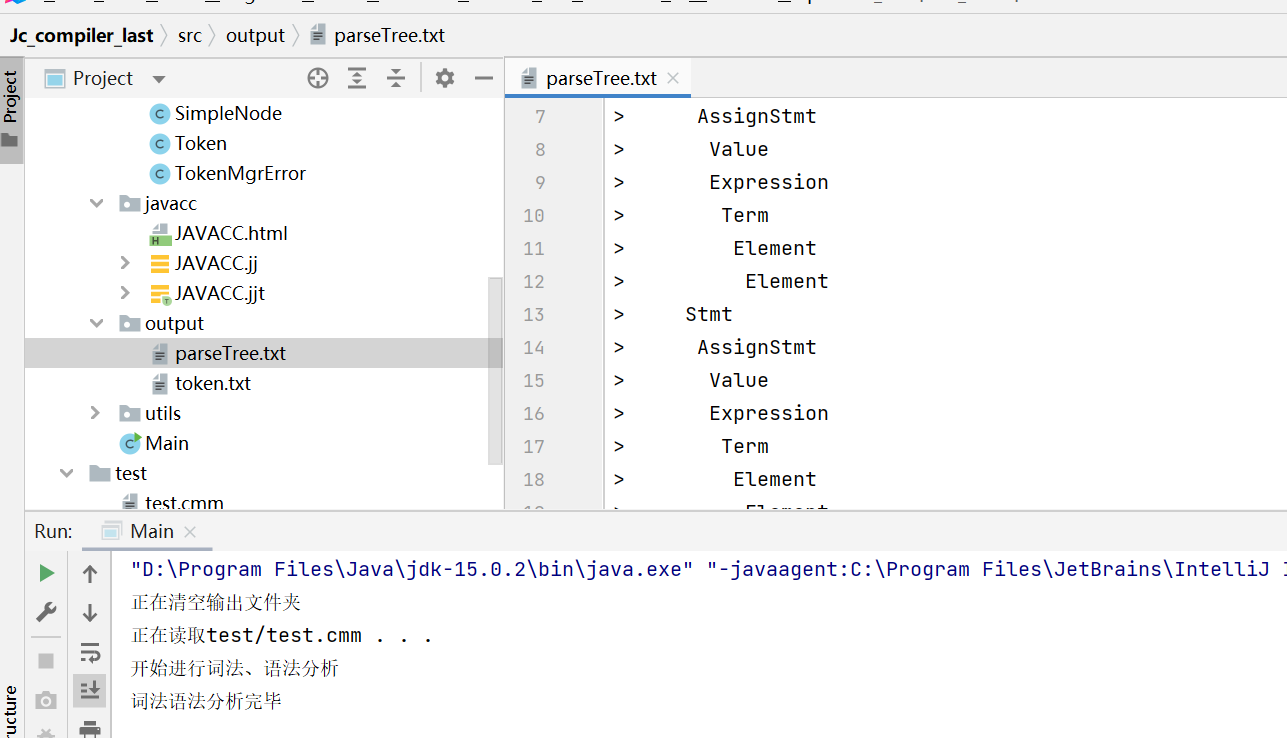 Jc_compiler_last src output parseTree.txt
Project
Project
SimpleNode
Token
TokenMgrError
javacc
JAVACC.html
JAVACC.jj
JAVACC.jjt
output
parseTree.txt
token.txt
utils
Main
test
test.cmm
parseTree.txt
7 > AssignStmt
8 > Value
9 > Expression
10 > Term
11 > Element
12 > Element
13 > Stmt
14 > AssignStmt
15 > Value
16 > Expression
17 > Term
18 > Element
19 > Element
Run: Main
"D:\Program Files\Java\jdk-15.0.2\bin\java.exe" "-javaagent:C:\Program Files\JetBrains\IntelliJ
正在清空输出文件夹
正在读取test/test.cmm . . .
开始进行词法、语法分析
词法语法分析完毕
ucture